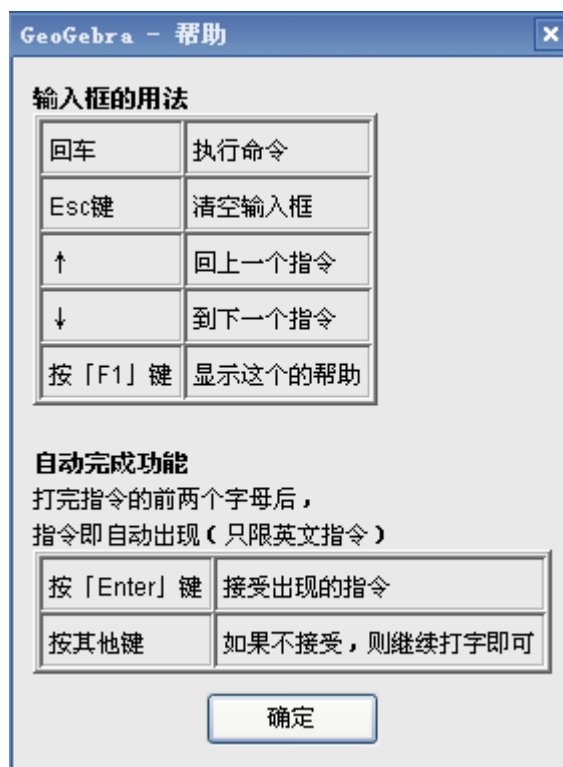 GeoGebra - 帮助
输入框的用法
回车 执行命令
Esc键 清空输入框
↑ 回上一个指令
↓ 到下一个指令
按「F1」键 显示这个的帮助
自动完成功能
打完指令的前两个字母后，
指令即自动出现(只限英文指令)
按「Enter」键 接受出现的指令
按其他键 如果不接受，则继续打字即可
确定